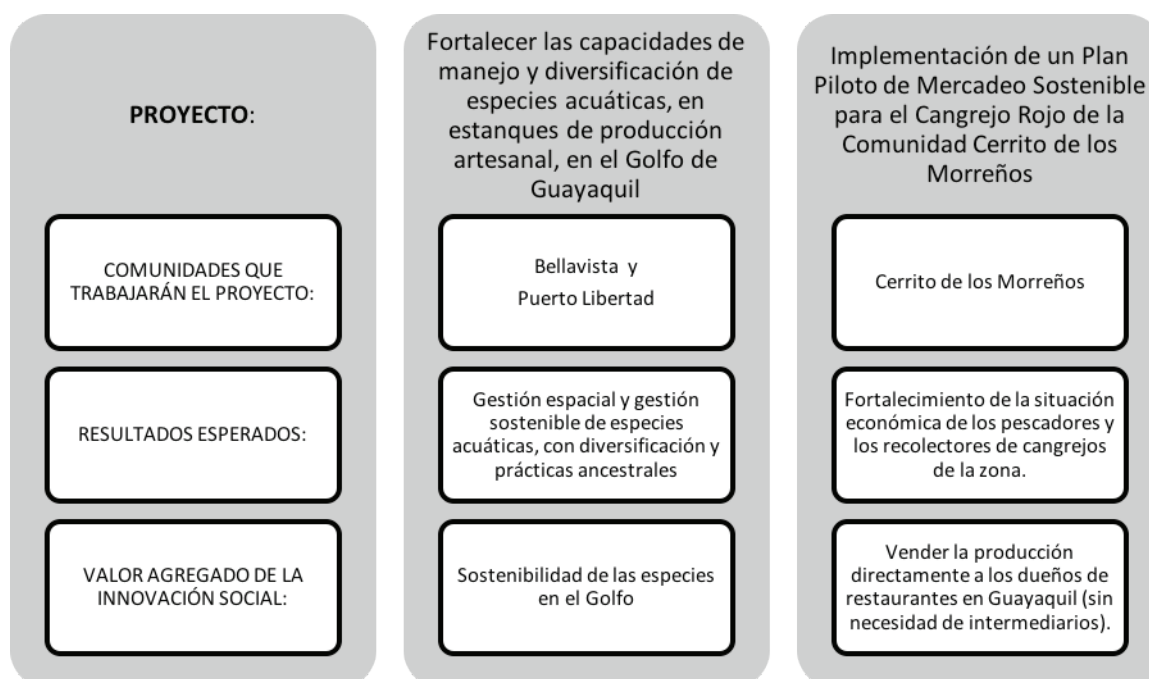 PROYECTO:
COMUNIDADES QUE
TRABAJARÁN EL PROYECTO:
RESULTADOS ESPERADOS:
VALOR AGREGADO DE LA
INNOVACIÓN SOCIAL:
Fortalecer las capacidades de
manejo y diversificación de
especies acuáticas, en
estanques de producción
artesanal, en el Golfo de
Guayaquil
Bellavista y
Puerto Libertad
Gestión espacial y gestión
sostenible de especies
acuáticas, con diversificación y
prácticas ancestrales
Sostenibilidad de las especies
en el Golfo
Implementación de un Plan
Piloto de Mercadeo Sostenible
para el Cangrejo Rojo de la
Comunidad Cerrito de los
Morreños
Cerrito de los Morreños
Fortalecimiento de la situación
económica de los pescadores y
los recolectores de cangrejos
de la zona.
Vender la producción
directamente a los dueños de
restaurantes en Guayaquil (sin
necesidad de intermediarios).